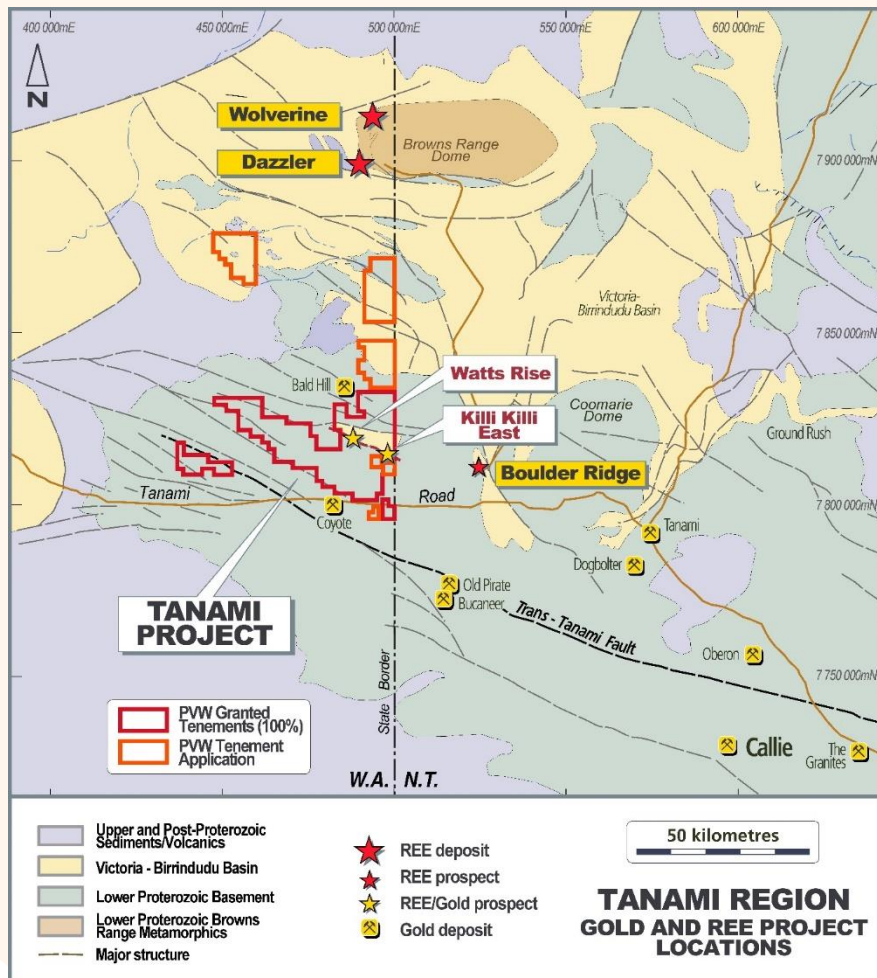 400 000mE
450 000mE
500 000mE
550 000mE
600 000mE
N
Wolverine
Dazzler
Browns Range
Dome
7 900 000mN
Victoria-
Birrindudu Basin
7 850 000mN
Bald Hill
Watts Rise
Killi Killi
East
Coomarie
Dome
Ground Rush
Boulder Ridge
Tanami
Road
7 800 000mN
Coyote
Tanami
Dogbolter
TANAMI
PROJECT
Old Pirate
Bucaneer
Trans-Tanami Fault
Oberon
7 750 000mN
State Border
PVW Granted
Tenements (100%)
PVW Tenement
Application
Callie
The
Granites
W.A.
N.T.
Upper and Post-Proterozoic
Sediments/Volcanics
Victoria - Birrindudu Basin
Lower Proterozoic Basement
Lower Proterozoic Browns
Range Metamorphics
Major structure
REE deposit
REE prospect
REE/Gold prospect
Gold deposit
50 kilometres
TANAMI REGION
GOLD AND REE PROJECT
LOCATIONS